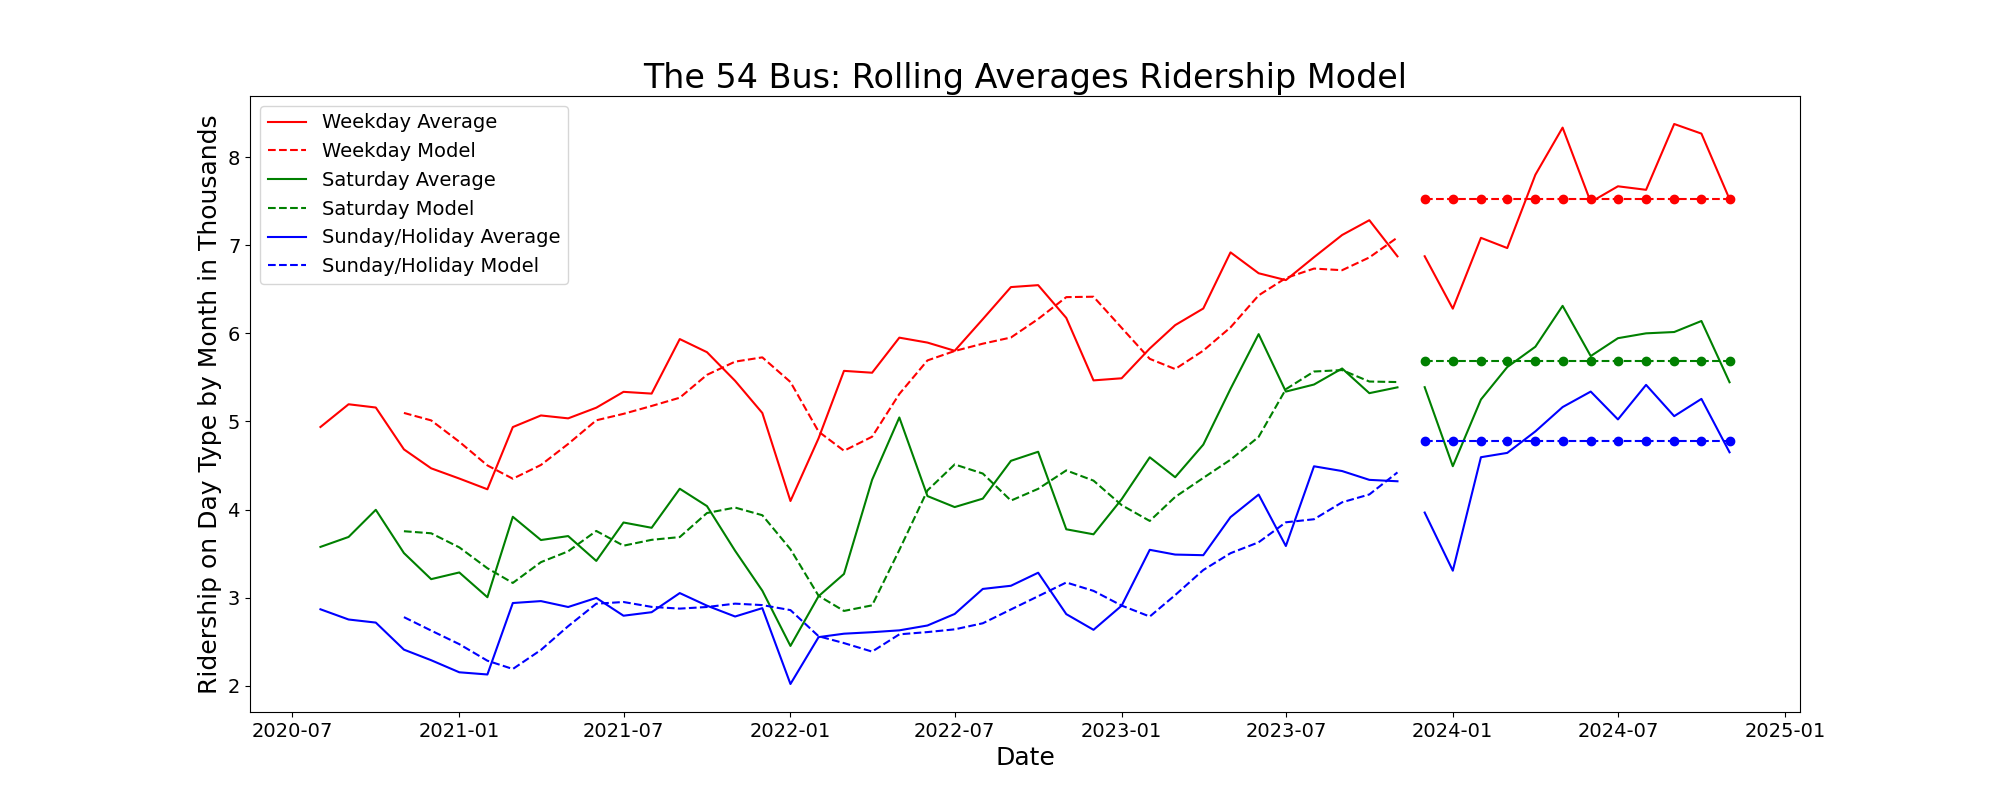 The 54 Bus: Rolling Averages Ridership Model
Ridership on Day Type by Month in Thousands
8
7
6
5
4
3
2
Weekday Average
Weekday Model
Saturday Average
Saturday Model
Sunday/Holiday Average
Sunday/Holiday Model
2020-07 2021-01 2021-07 2022-01 2022-07 2023-01 2023-07 2024-01 2024-07 2025-01
Date